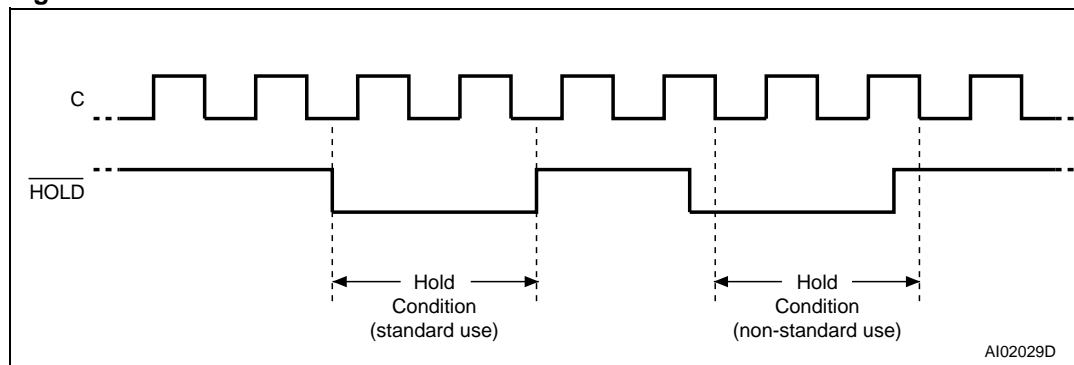 C
HOLD
Hold
Condition
(standard use)
Hold
Condition
(non-standard use)
AI02029D